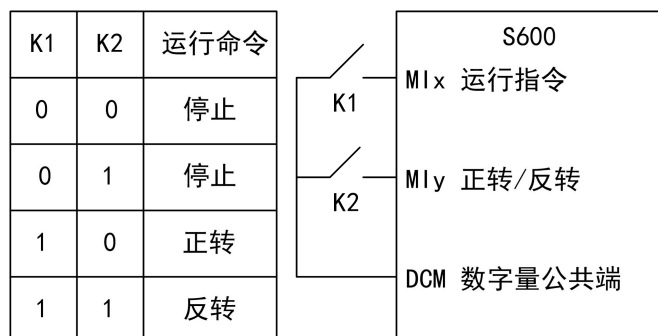 K1 K2 运行命令
0 0 停止
0 1 停止
1 0 正转
1 1 反转
S600
K1
MIx 运行指令
K2
MIy 正转/反转
DCM 数字量公共端